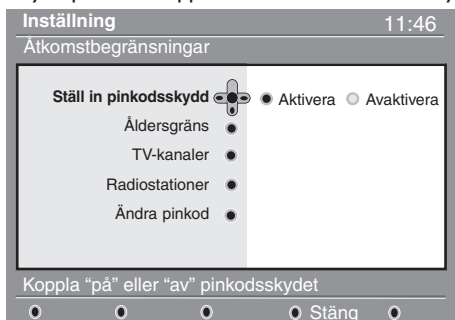 Inställning 11:46
Åtkomstbegränsningar
Ställ in pinkodsskydd Aktivera Avaktivera
Åldersgräns
TV-kanaler
Radiostationer
Ändra pinkod
Koppla “på” eller “av” pinkodsskydet
Stäng